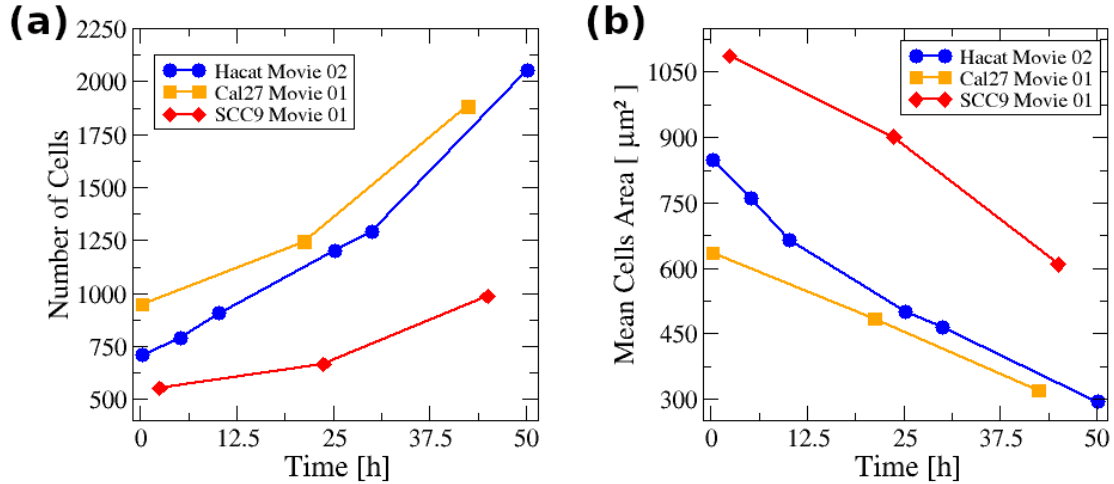 (a)
Number of Cells
2250
2000
1750
1500
1250
1000
750
500
Hacat Movie 02
Cal27 Movie 01
SCC9 Movie 01
0 12.5 25 37.5 50
Time [h]
(b)
Mean Cells Area [ μm² ]
1050
900
750
600
450
300
Hacat Movie 02
Cal27 Movie 01
SCC9 Movie 01
0 12.5 25 37.5 50
Time [h]